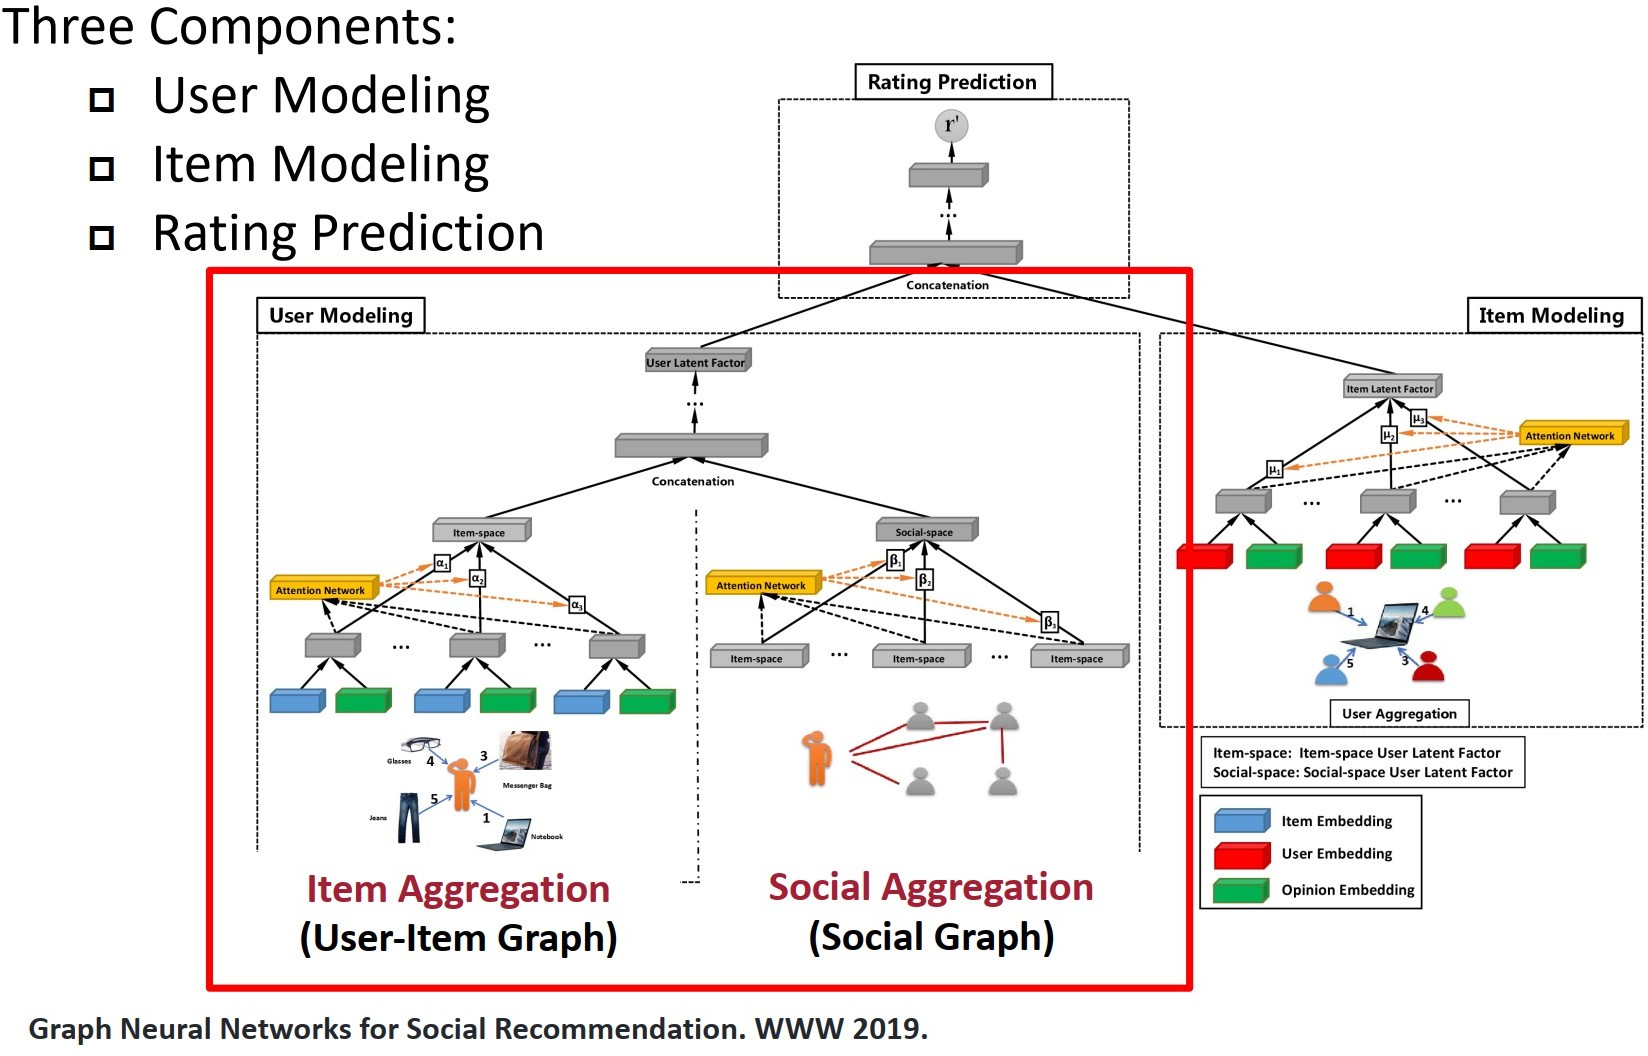 Three Components:
User Modeling
Item Modeling
Rating Prediction
Rating Prediction
r'
...
Concatenation
User Modeling
User Latent Factor
...
Concatenation
Item-space
α1
α2
α3
Attention Network
...
...
Glasses
4
3
Messenger Bag
Jeans
5
1
Notebook
Item Aggregation
(User-Item Graph)
Social-space
β1
β2
β3
Attention Network
Item-space
...
Item-space
...
Item-space
Social Aggregation
(Social Graph)
Item Modeling
Item Latent Factor
μ3
μ2
μ1
Attention Network
...
...
1
4
5
3
User Aggregation
Item-space: Item-space User Latent Factor
Social-space: Social-space User Latent Factor
Item Embedding
User Embedding
Opinion Embedding
Graph Neural Networks for Social Recommendation. WWW 2019.